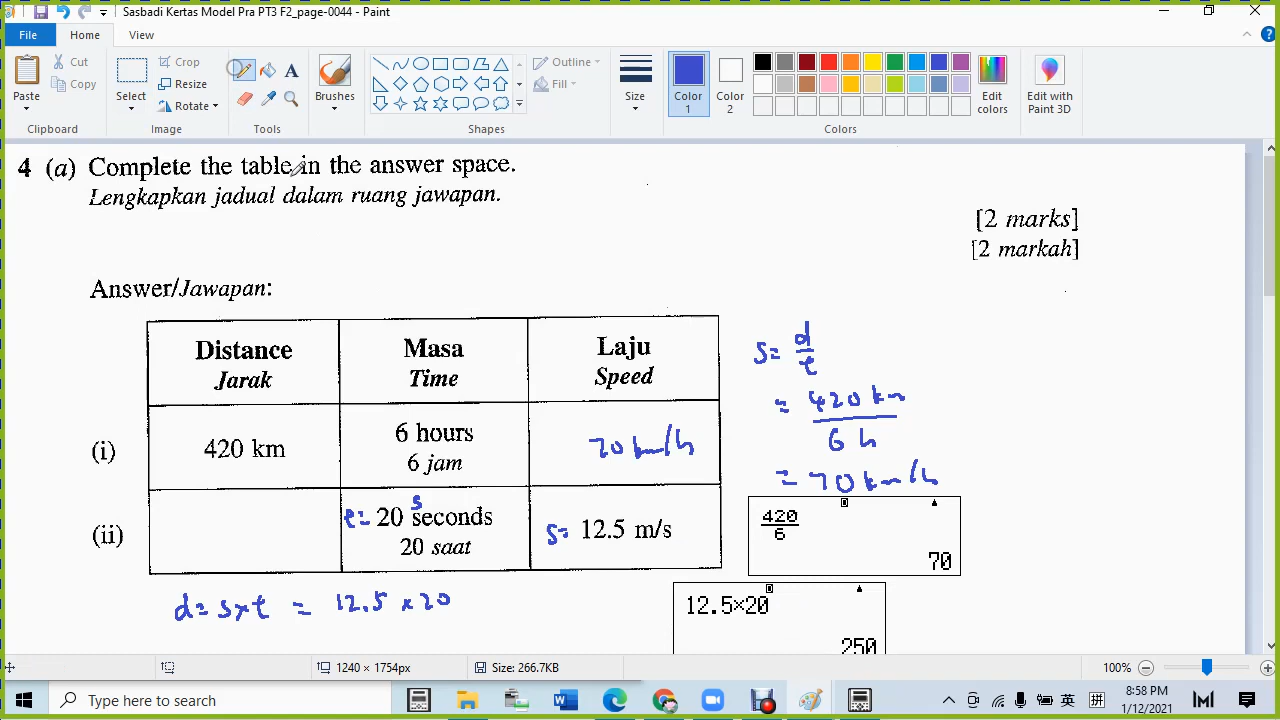 Sasbadi Kertas Model Pra PT3 F2_page-0044 - Paint
File Home View
Paste
Cut
Copy
Clipboard
Select
Crop
Resize
Rotate
Image
Tools
Brushes
Shapes
Outline
Fill
Size
Color 1
Color 2
Colors
Edit colors
Edit with Paint 3D
4 (a) Complete the table in the answer space.
Lengkapkan jadual dalam ruang jawapan.
[2 marks]
[2 markah]
Answer/Jawapan:
Distance Masa Laju
Jarak Time Speed
(i) 420 km 6 hours 70 km/h
6 jam
(ii) t= 20 seconds s= 12.5 m/s
s
20 saat
s= d/t
= 420 km / 6 h
= 70 km/h
420/6
70
d= s×t = 12.5 ×20
12.5×20
250
1240 × 1754px Size: 266.7KB 100%
Type here to search
英 拼 8:58 PM
1/12/2021